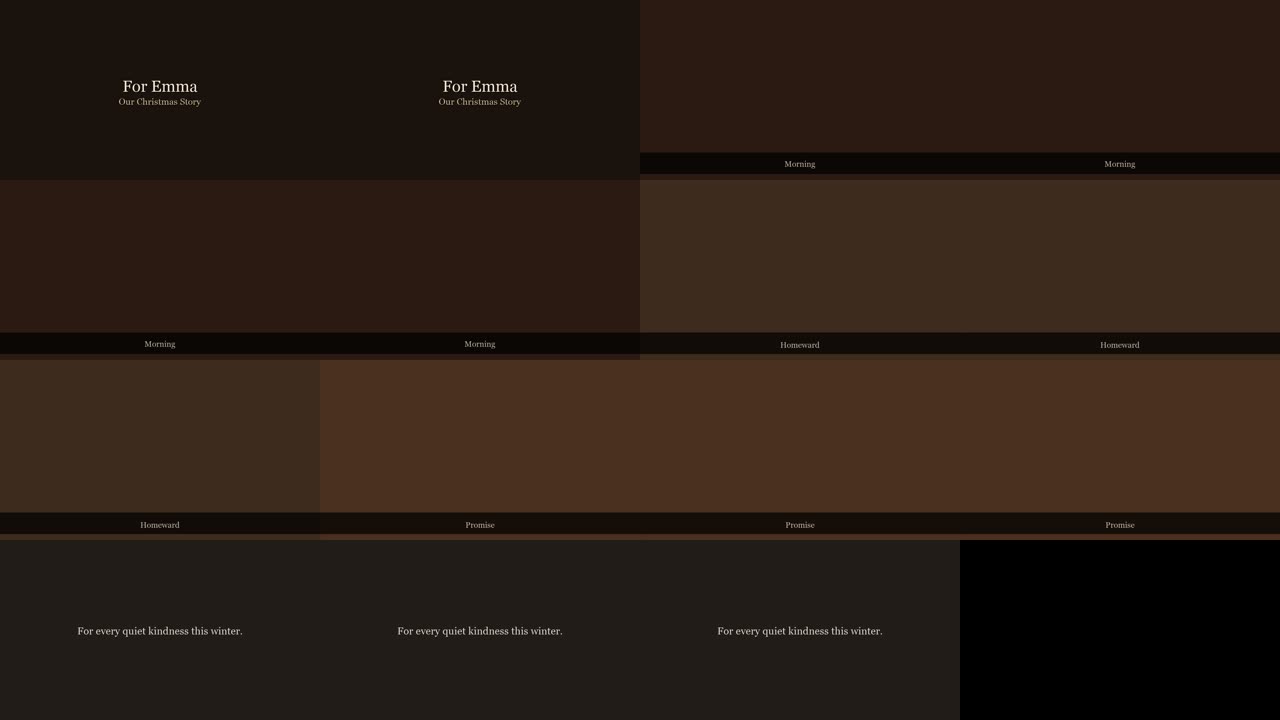 For Emma
Our Christmas Story
For Emma
Our Christmas Story
Morning
Morning
Morning
Morning
Homeward
Homeward
Homeward
Promise
Promise
Promise
For every quiet kindness this winter.
For every quiet kindness this winter.
For every quiet kindness this winter.